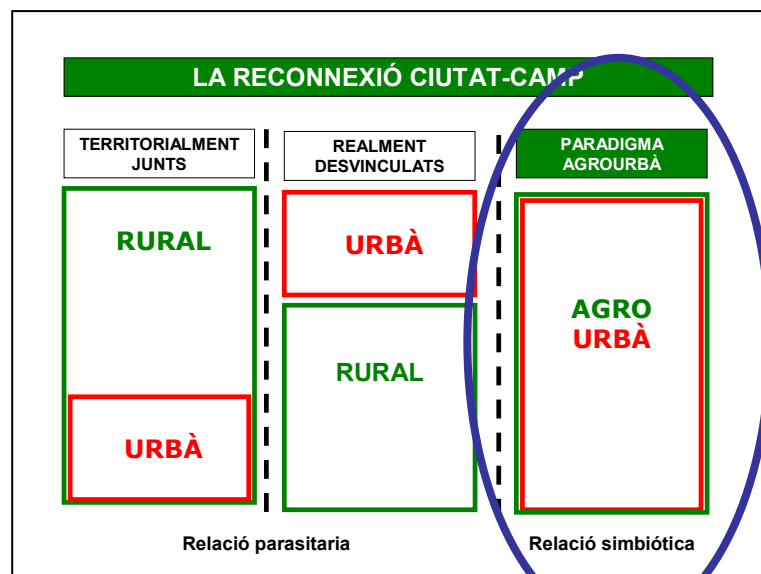 LA RECONNEXIÓ CIUTAT-CAMP
TERRITORIALMENT
JUNTS
REALMENT
DESVINCULATS
PARADIGMA
AGROURBÀ
RURAL
URBÀ
URBÀ
RURAL
AGRO
URBÀ
Relació parasitaria
Relació simbiótica